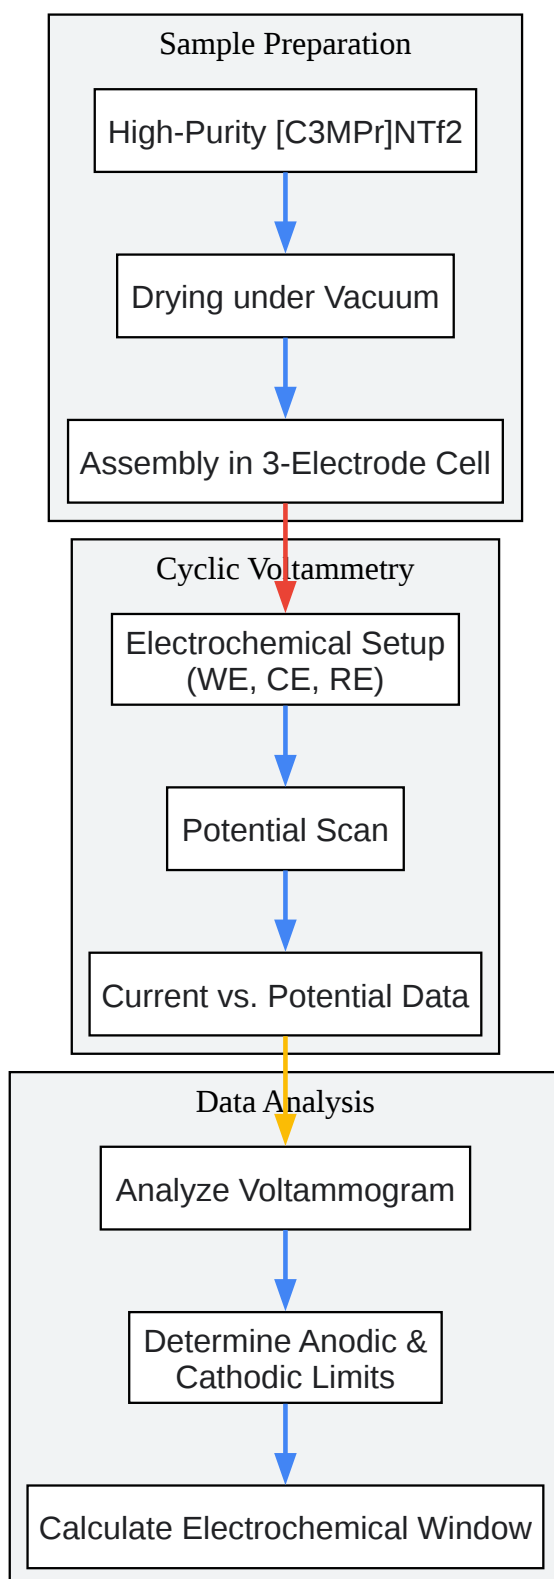 Sample Preparation
High-Purity [C3MPr]NTf2
Drying under Vacuum
Assembly in 3-Electrode Cell
Cyclic Voltammetry
Electrochemical Setup
(WE, CE, RE)
Potential Scan
Current vs. Potential Data
Data Analysis
Analyze Voltammogram
Determine Anodic &
Cathodic Limits
Calculate Electrochemical Window